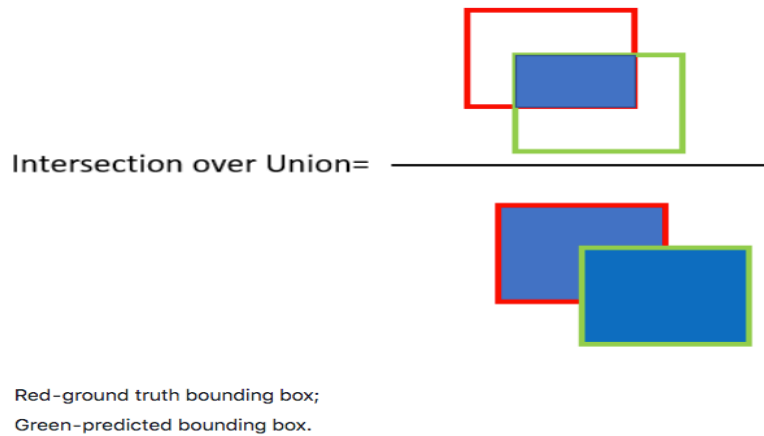 Intersection over Union=
Red-ground truth bounding box;
Green-predicted bounding box.